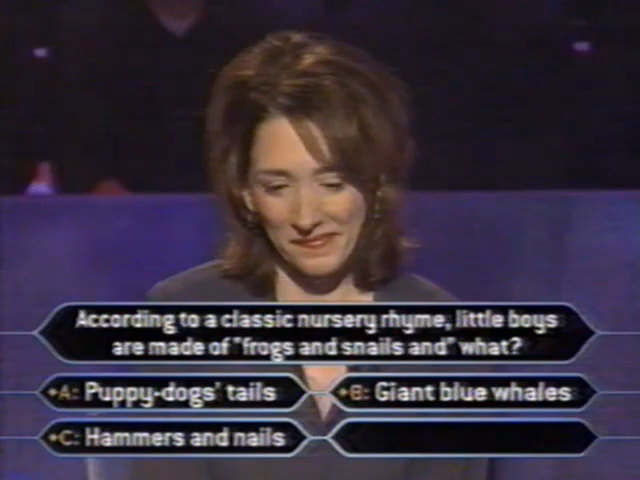 According to a classic nursery rhyme, little boys
are made of "frogs and snails and" what?
A: Puppy-dogs' tails
B: Giant blue whales
C: Hammers and nails